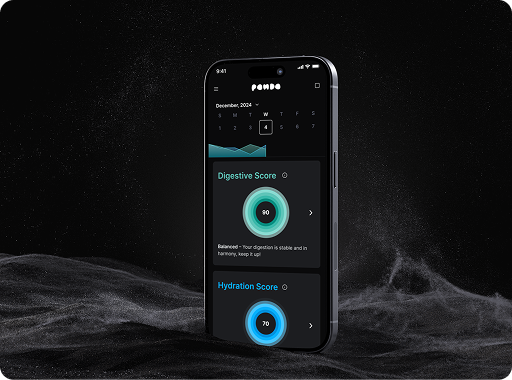 9:41
PANDA
December, 2024
S M T W T F S
1 2 3 4 5 6 7
Digestive Score
90
Balanced – Your digestion is stable and in
harmony, keep it up!
Hydration Score
70